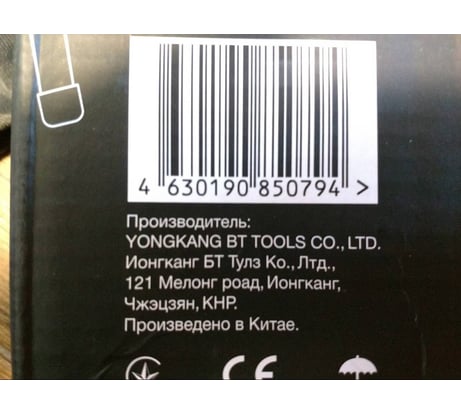 4 630190 850794 >
Производитель:
YONGKANG BT TOOLS CO., LTD.
Йонгканг БТ Тулз Ко., Лтд.,
121 Мелонг роад, Йонгканг,
Чжэцзян, КНР.
Произведено в Китае.
CE